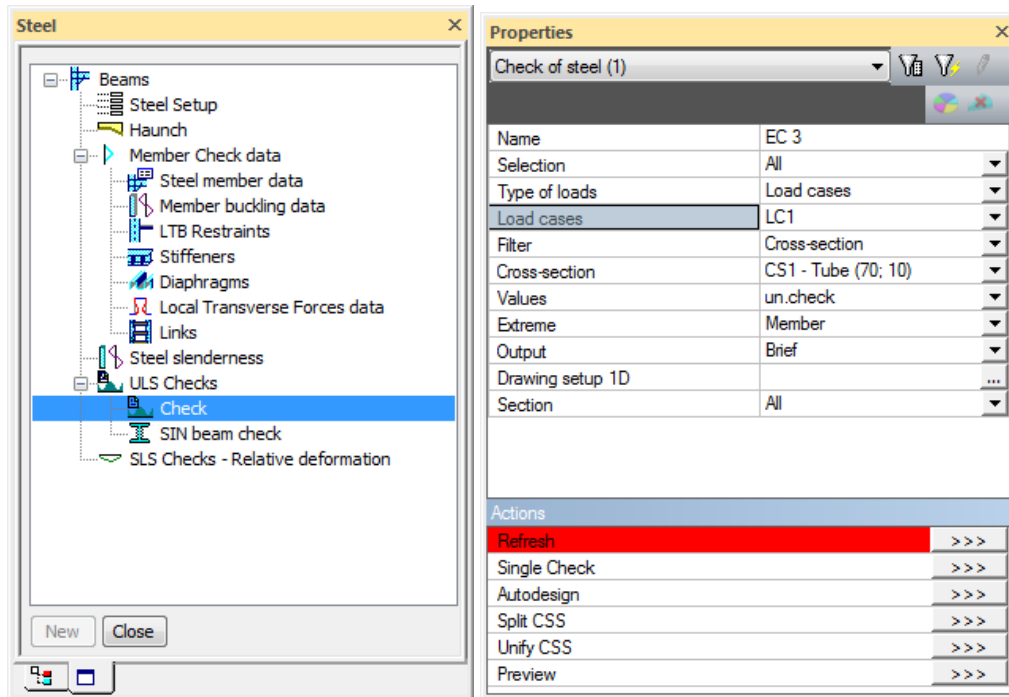 Steel
Beams
Steel Setup
Haunch
Member Check data
Steel member data
Member buckling data
LTB Restraints
Stiffeners
Diaphragms
Local Transverse Forces data
Links
Steel slenderness
ULS Checks
Check
SIN beam check
SLS Checks - Relative deformation
New Close
Properties
Check of steel (1)
Name EC 3
Selection All
Type of loads Load cases
Load cases LC1
Filter Cross-section
Cross-section CS1 - Tube (70; 10)
Values un.check
Extreme Member
Output Brief
Drawing setup 1D ...
Section All
Actions
Refresh >>>
Single Check >>>
Autodesign >>>
Split CSS >>>
Unify CSS >>>
Preview >>>